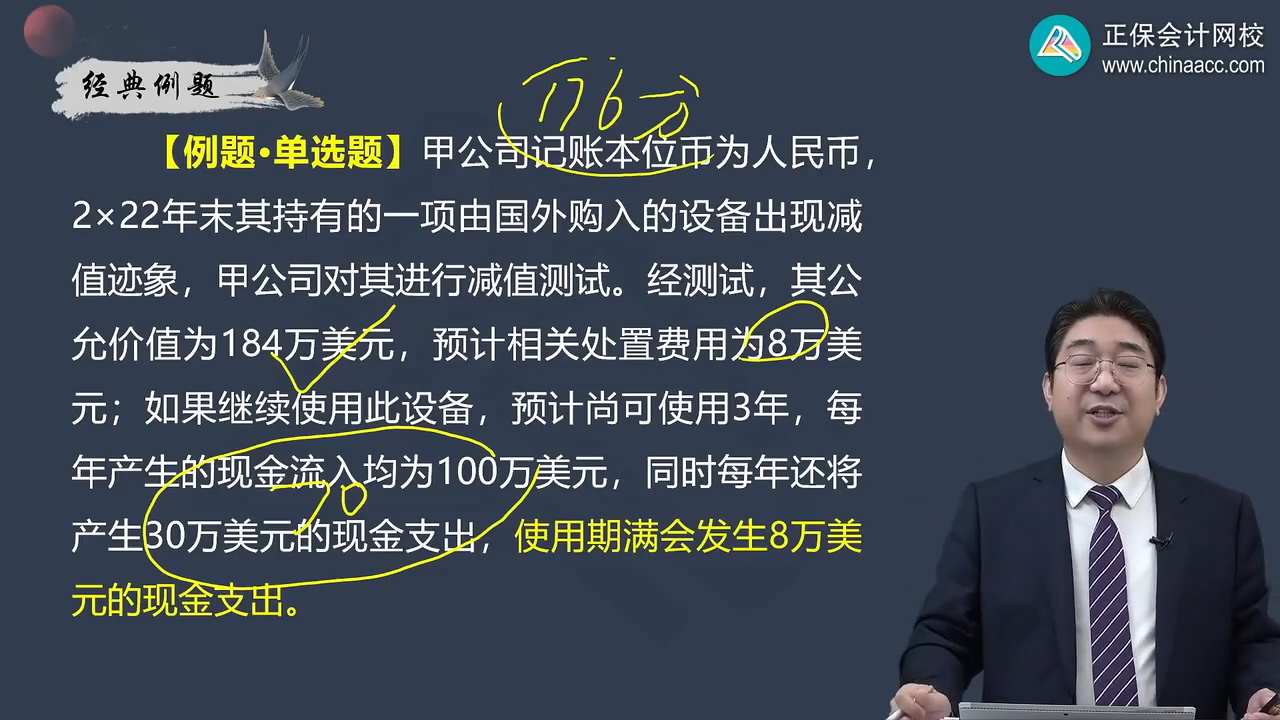 正保会计网校
www.chinaacc.com
经典例题
176万
【例题·单选题】甲公司记账本位币为人民币，
2×22年末其持有的一项由国外购入的设备出现减
值迹象，甲公司对其进行减值测试。经测试，其公
允价值为184万美元，预计相关处置费用为8万美
元；如果继续使用此设备，预计尚可使用3年，每
年产生的现金流入均为100万美元，同时每年还将
70
产生30万美元的现金支出，使用期满会发生8万美
元的现金支出。